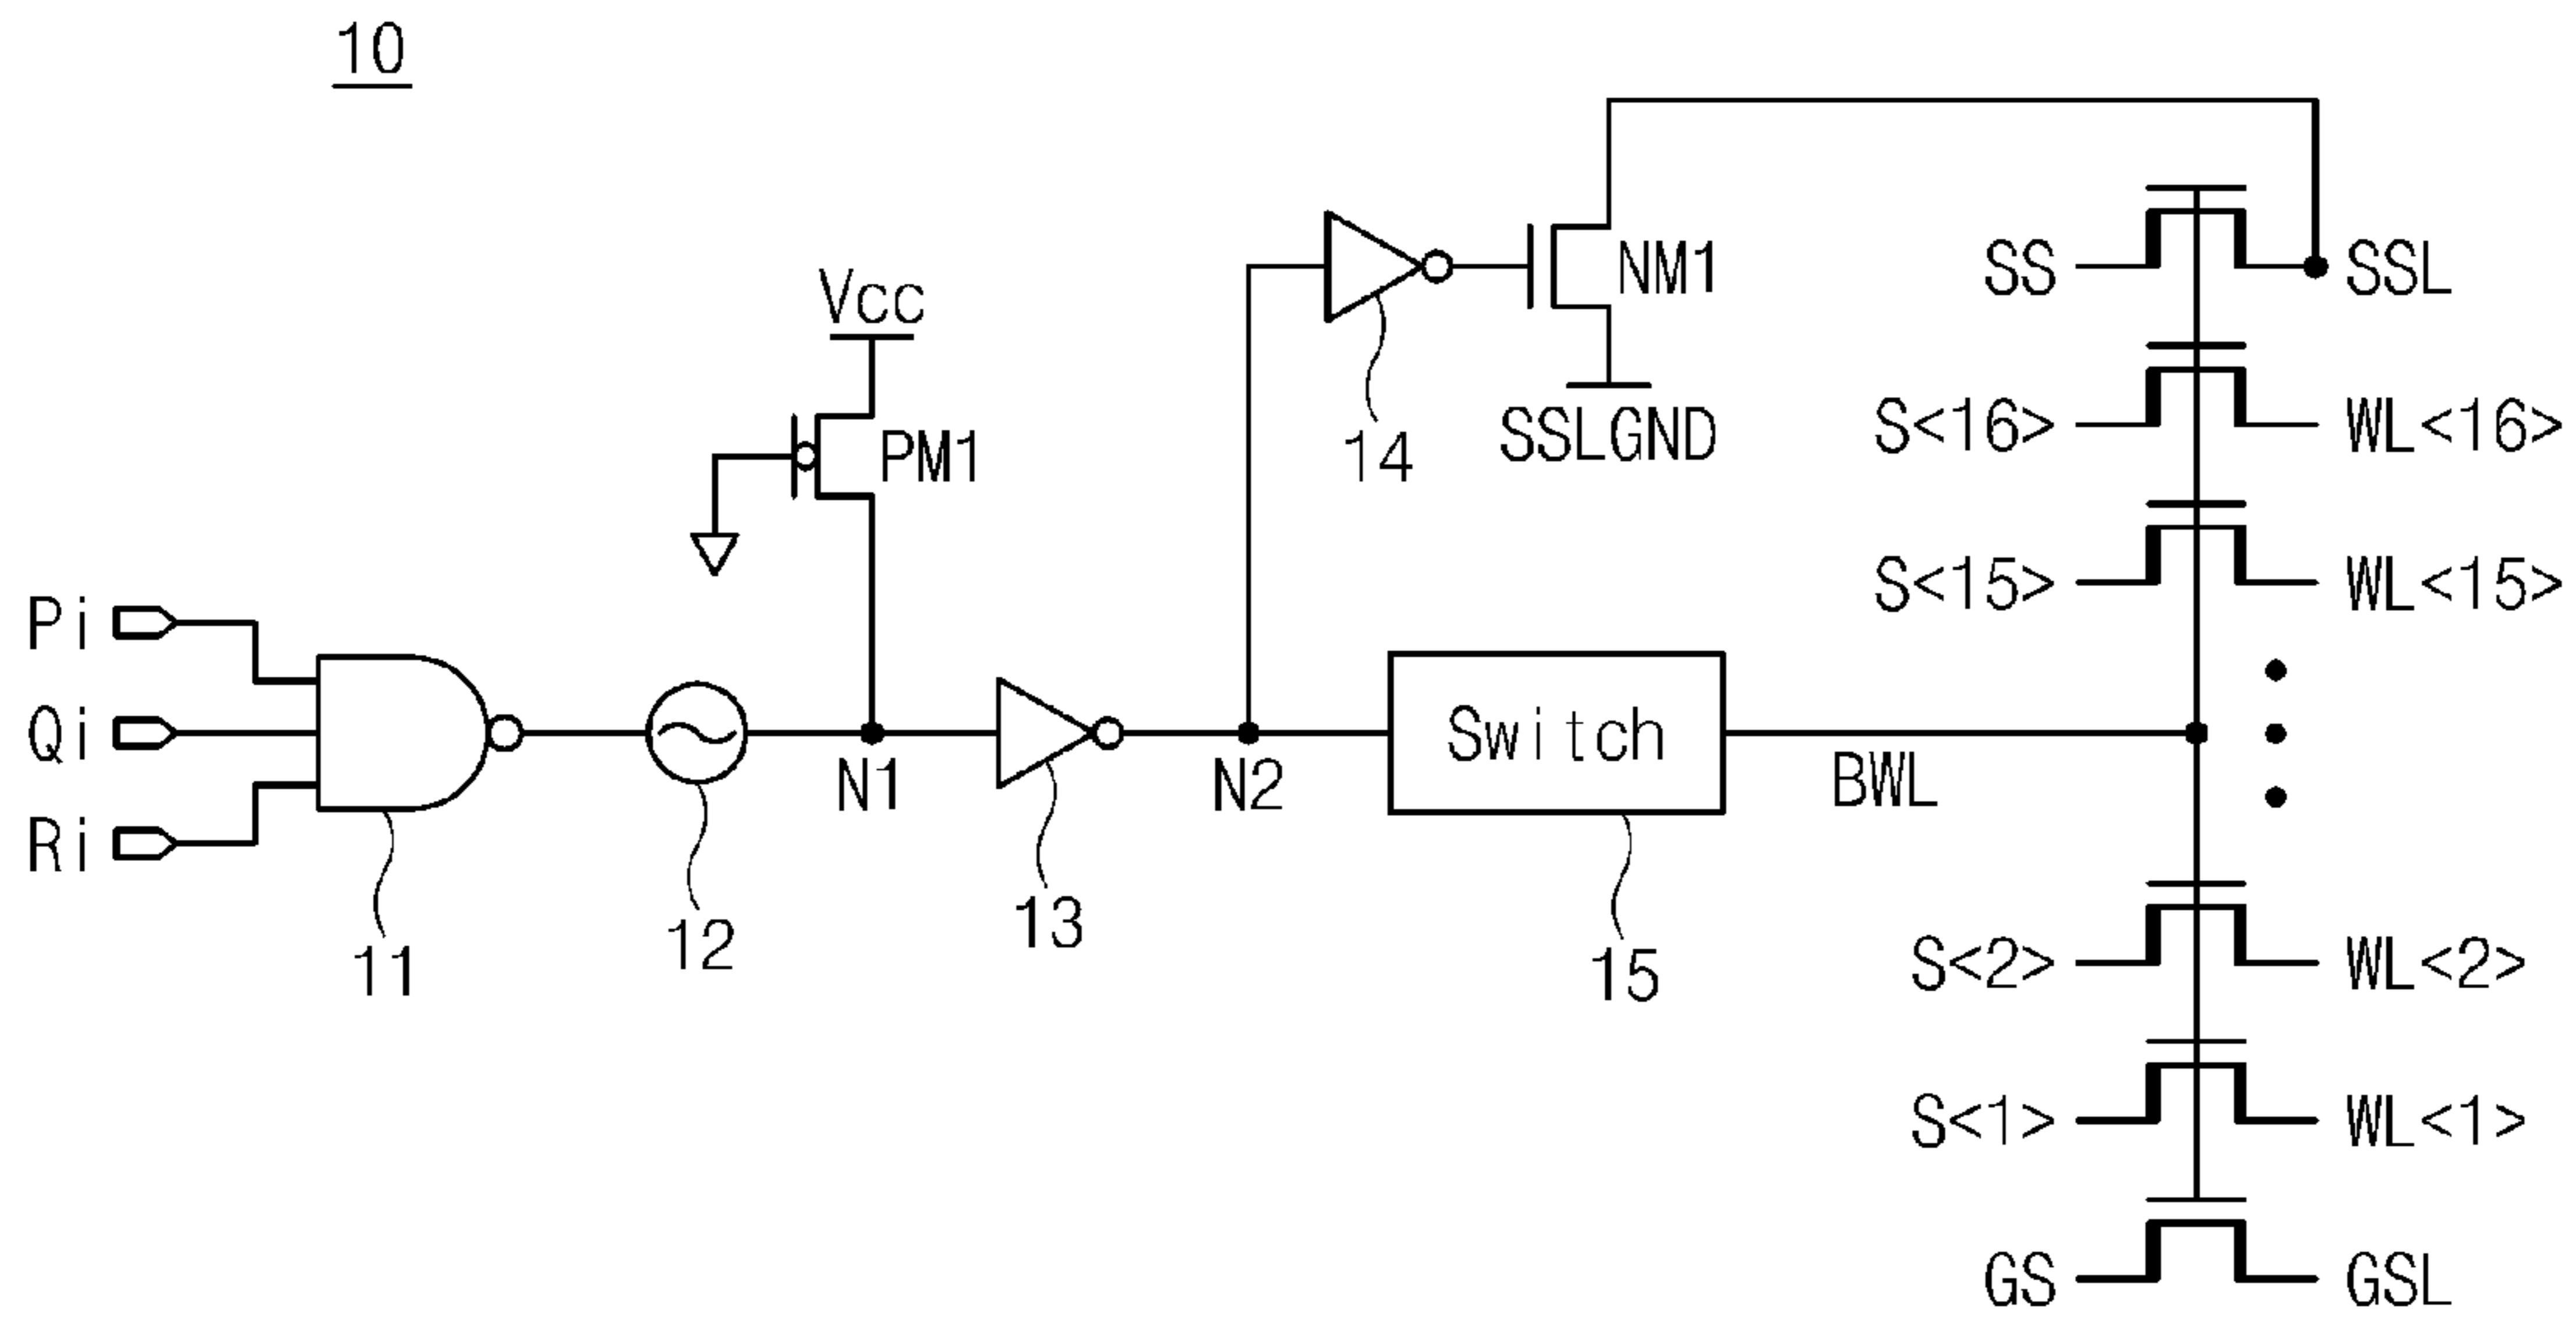 10
SS
SSL
NM1
Vcc
SSLGND
14
S<16>
WL<16>
PM1
S<15>
WL<15>
Pi
Qi
Ri
N1
N2
Switch
BWL
11
12
13
15
S<2>
WL<2>
S<1>
WL<1>
GS
GSL